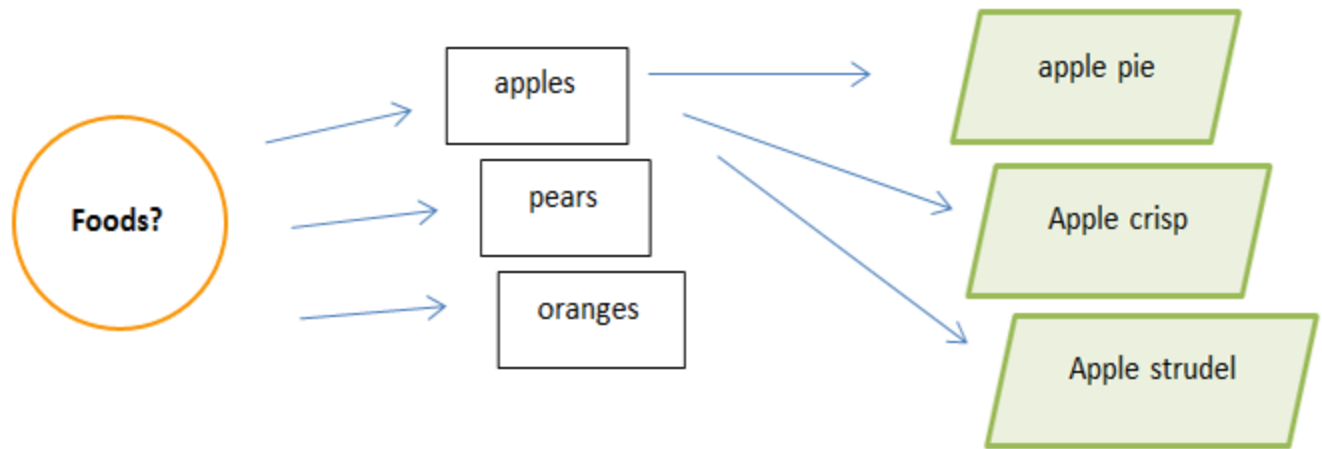 Foods?
apples
pears
oranges
apple pie
Apple crisp
Apple strudel